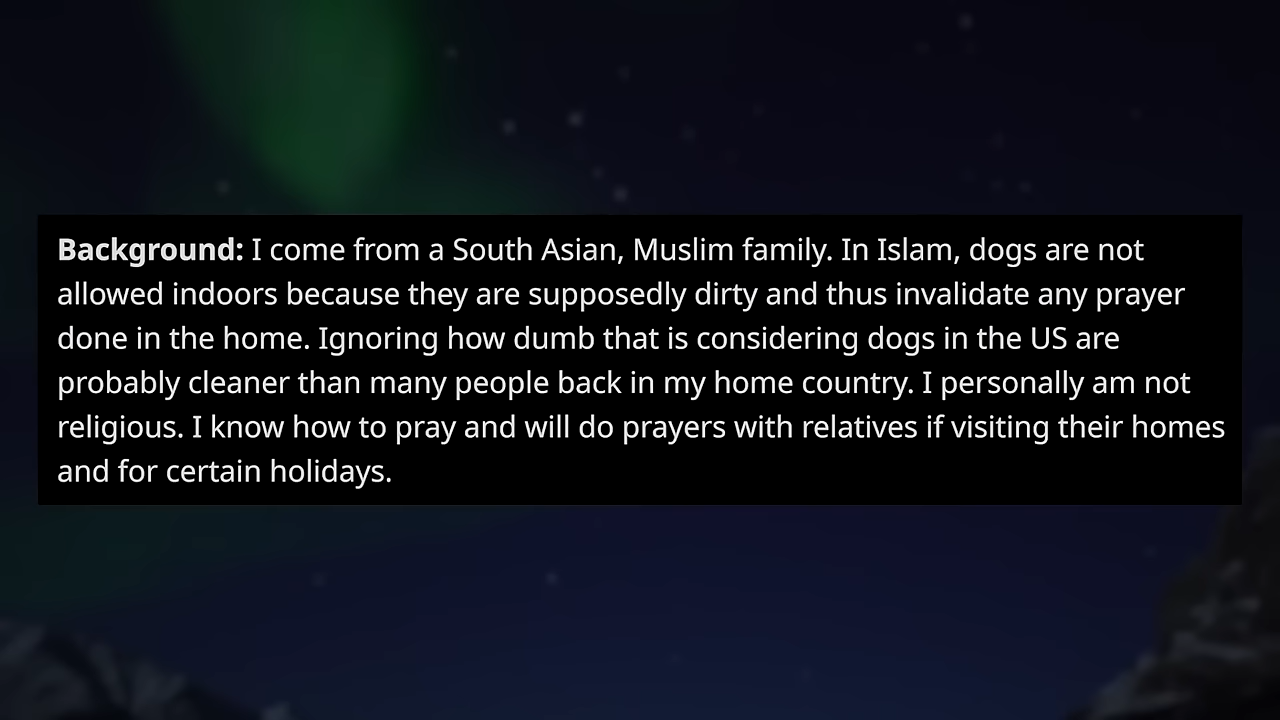 Background: I come from a South Asian, Muslim family. In Islam, dogs are not
allowed indoors because they are supposedly dirty and thus invalidate any prayer
done in the home. Ignoring how dumb that is considering dogs in the US are
probably cleaner than many people back in my home country. I personally am not
religious. I know how to pray and will do prayers with relatives if visiting their homes
and for certain holidays.